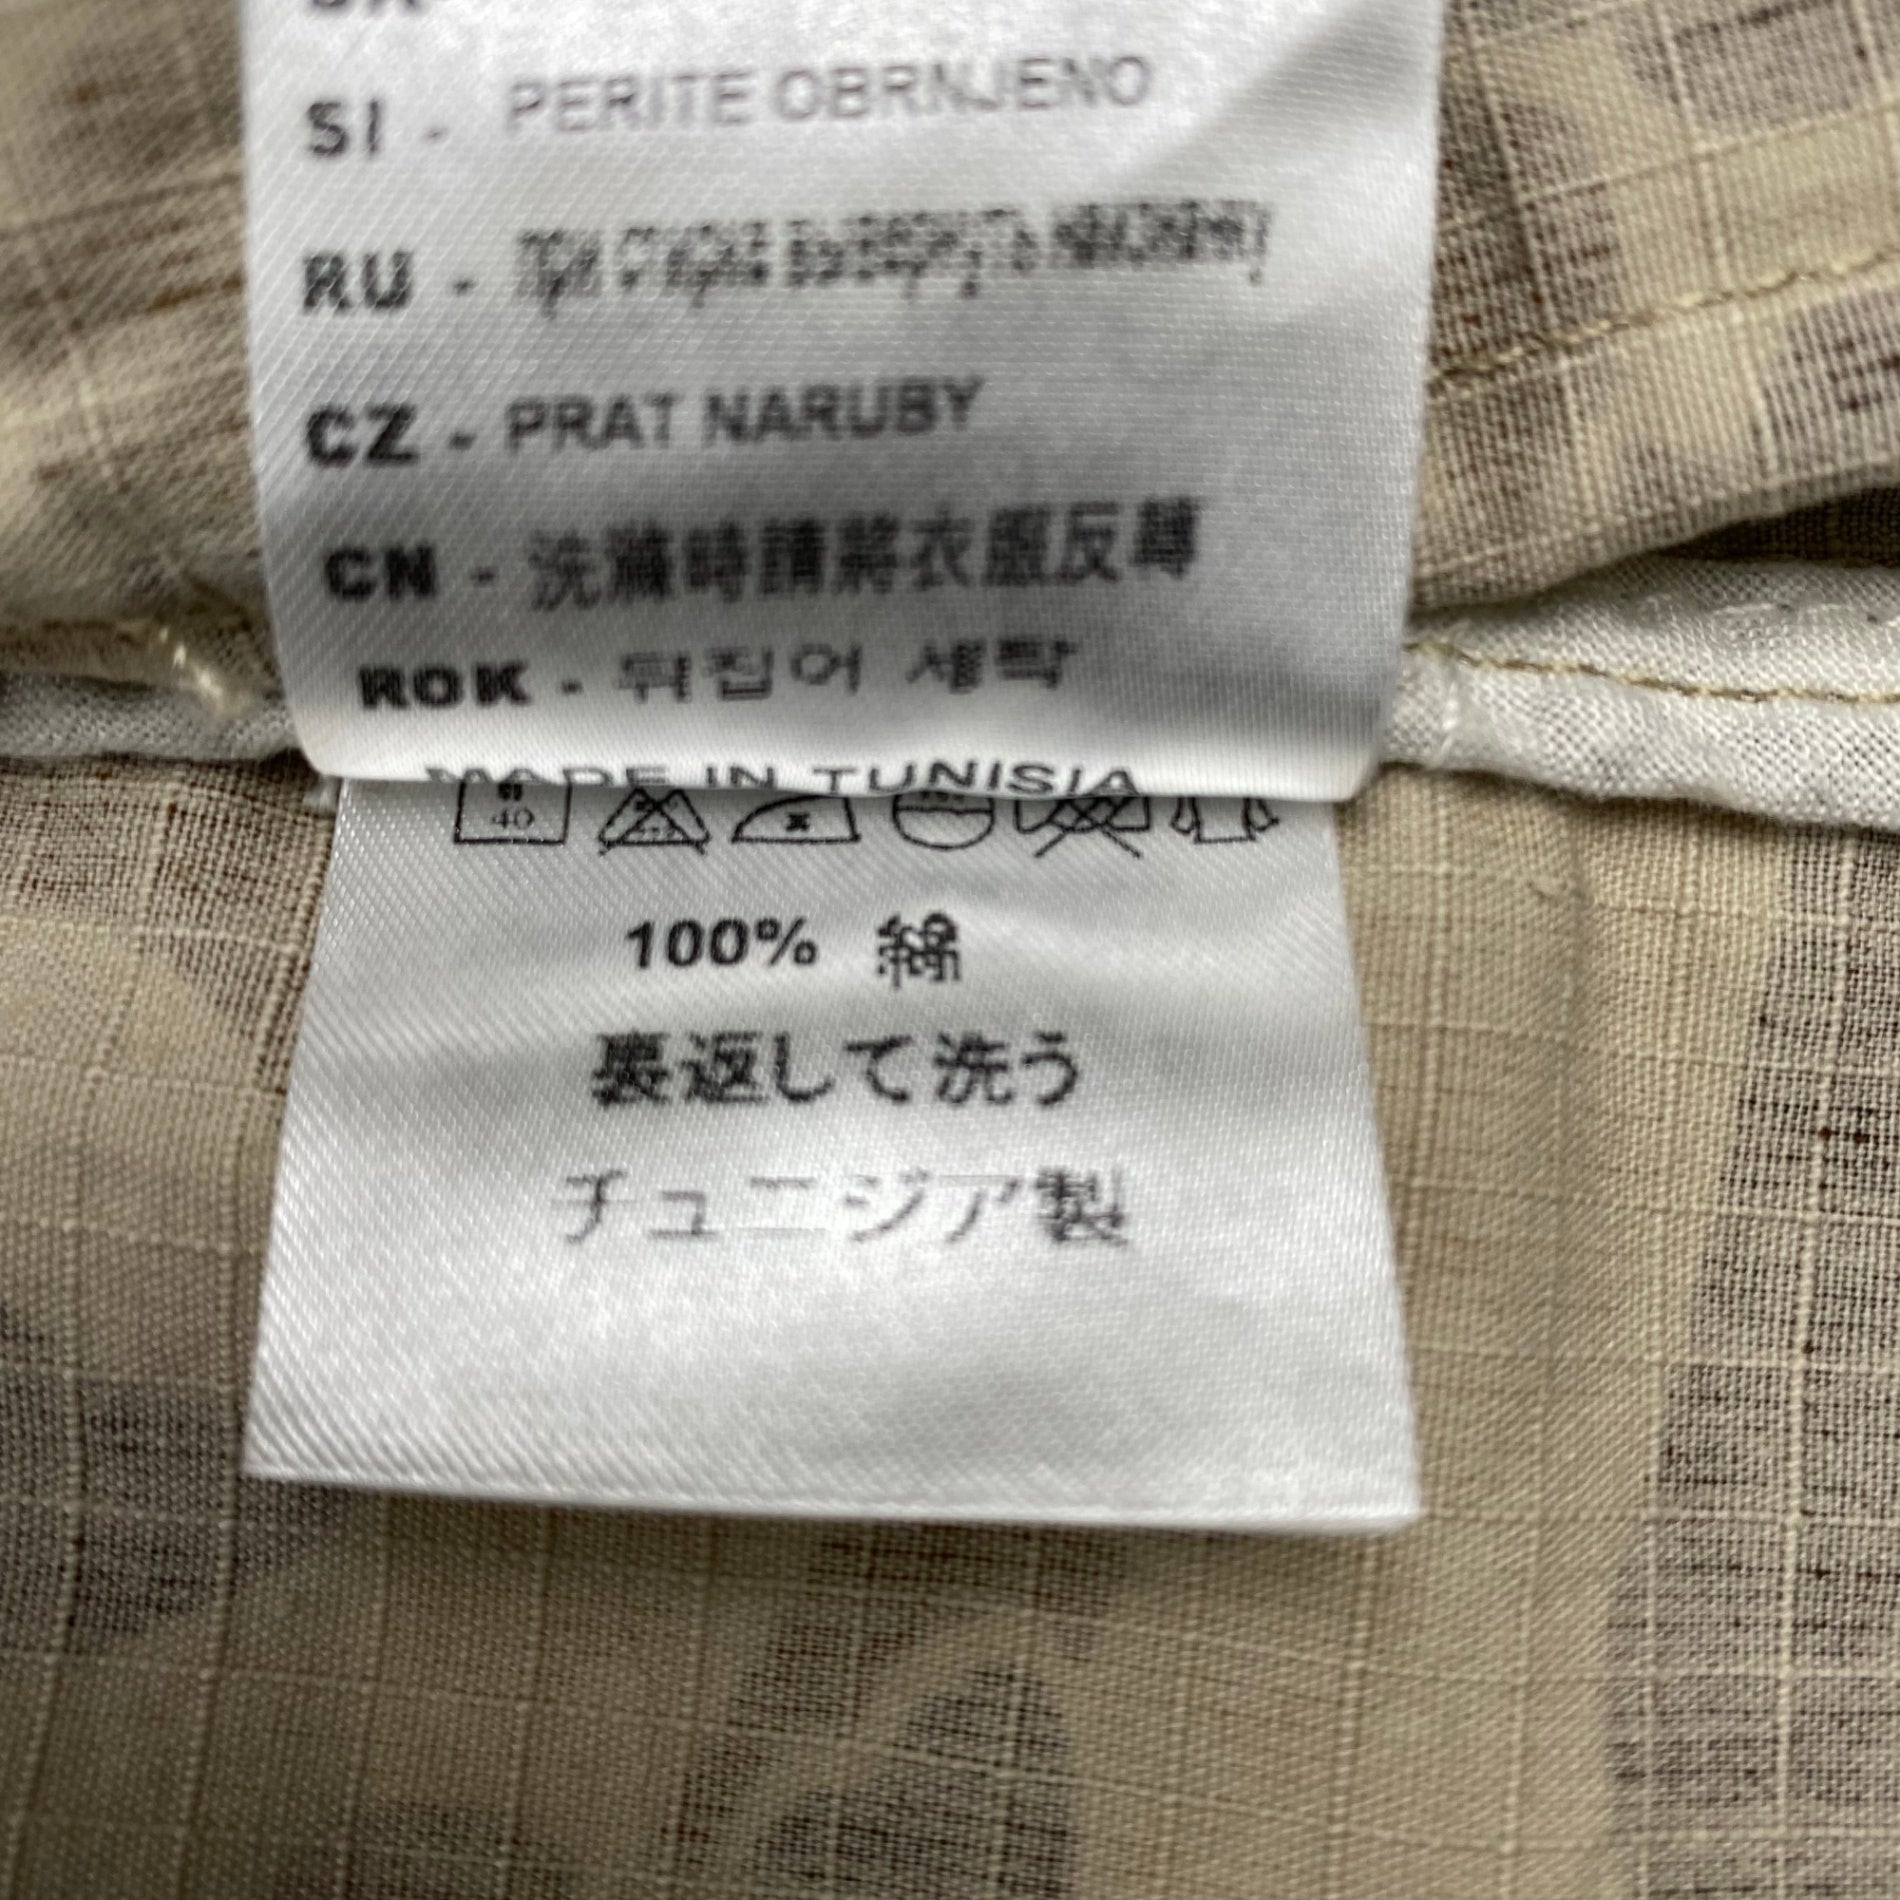 SI - PERITE OBRNJENO
RU -
CZ - PRAT NARUBY
CN - 洗滌時請將衣服反轉
ROK - 뒤집어 세탁
MADE IN TUNISIA
40
100% 綿
裏返して洗う
チュニジア製